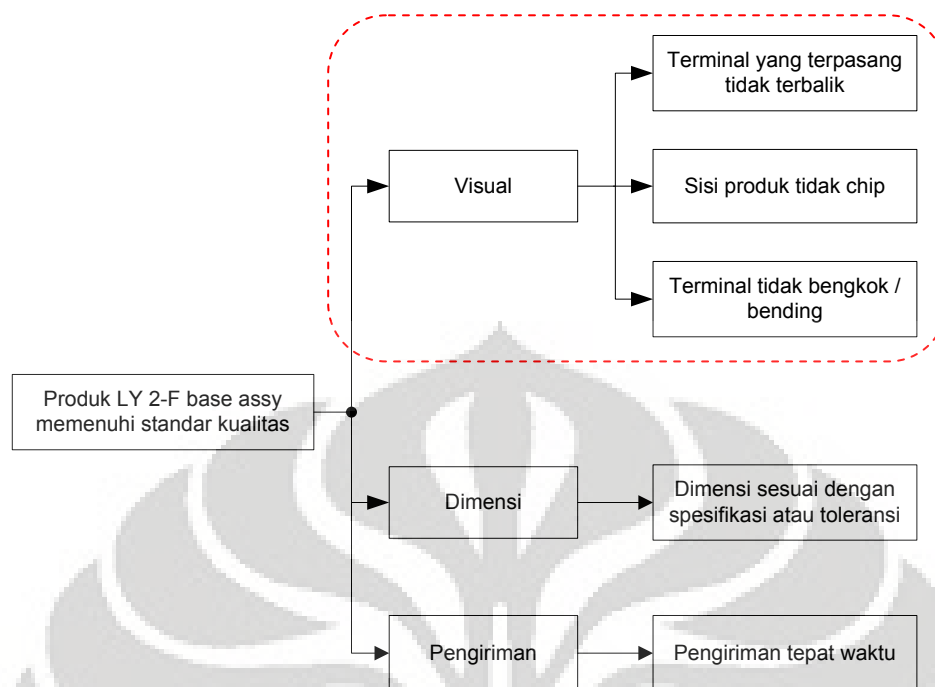 Terminal yang terpasang
tidak terbalik
Visual
Sisi produk tidak chip
Terminal tidak bengkok /
bending
Produk LY 2-F base assy
memenuhi standar kualitas
Dimensi
Dimensi sesuai dengan
spesifikasi atau toleransi
Pengiriman
Pengiriman tepat waktu